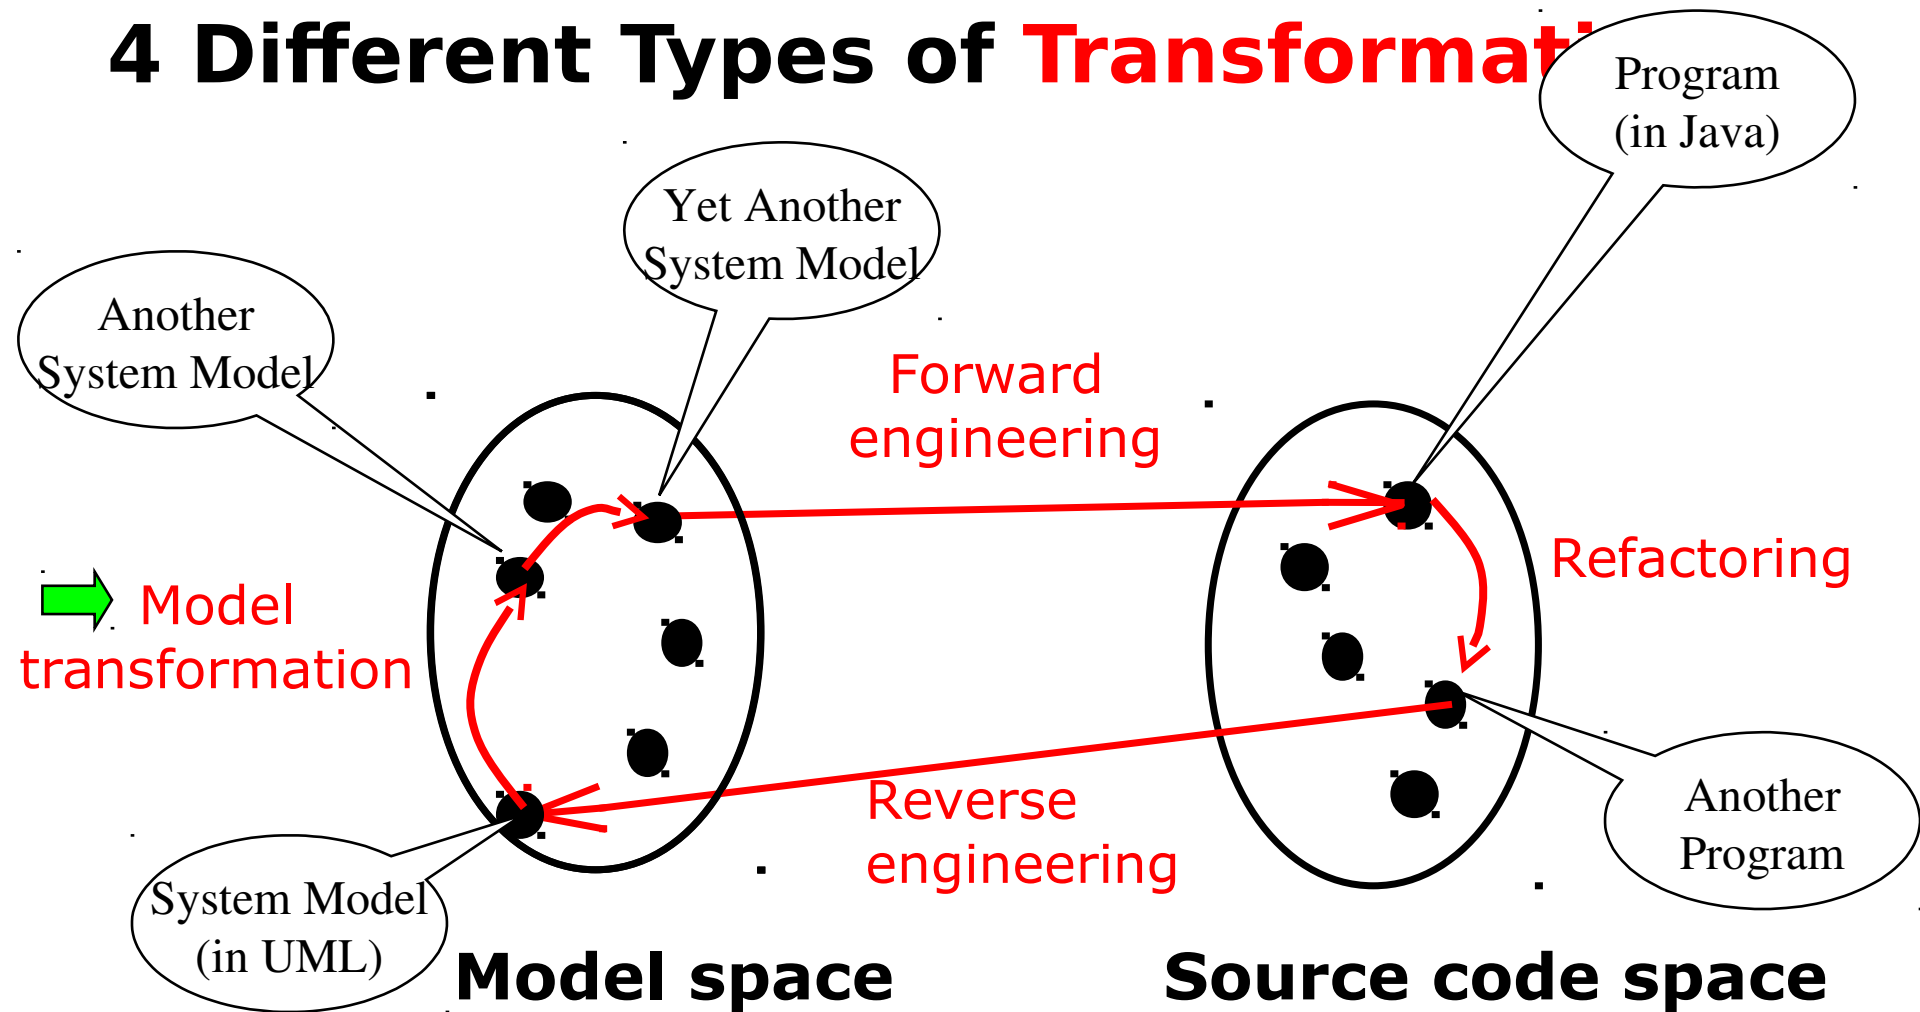 4 Different Types of Transformati
Program
(in Java)
Yet Another
System Model
Another
System Model
Forward
engineering
Refactoring
Model
transformation
Reverse
engineering
Another
Program
System Model
(in UML)
Model space
Source code space